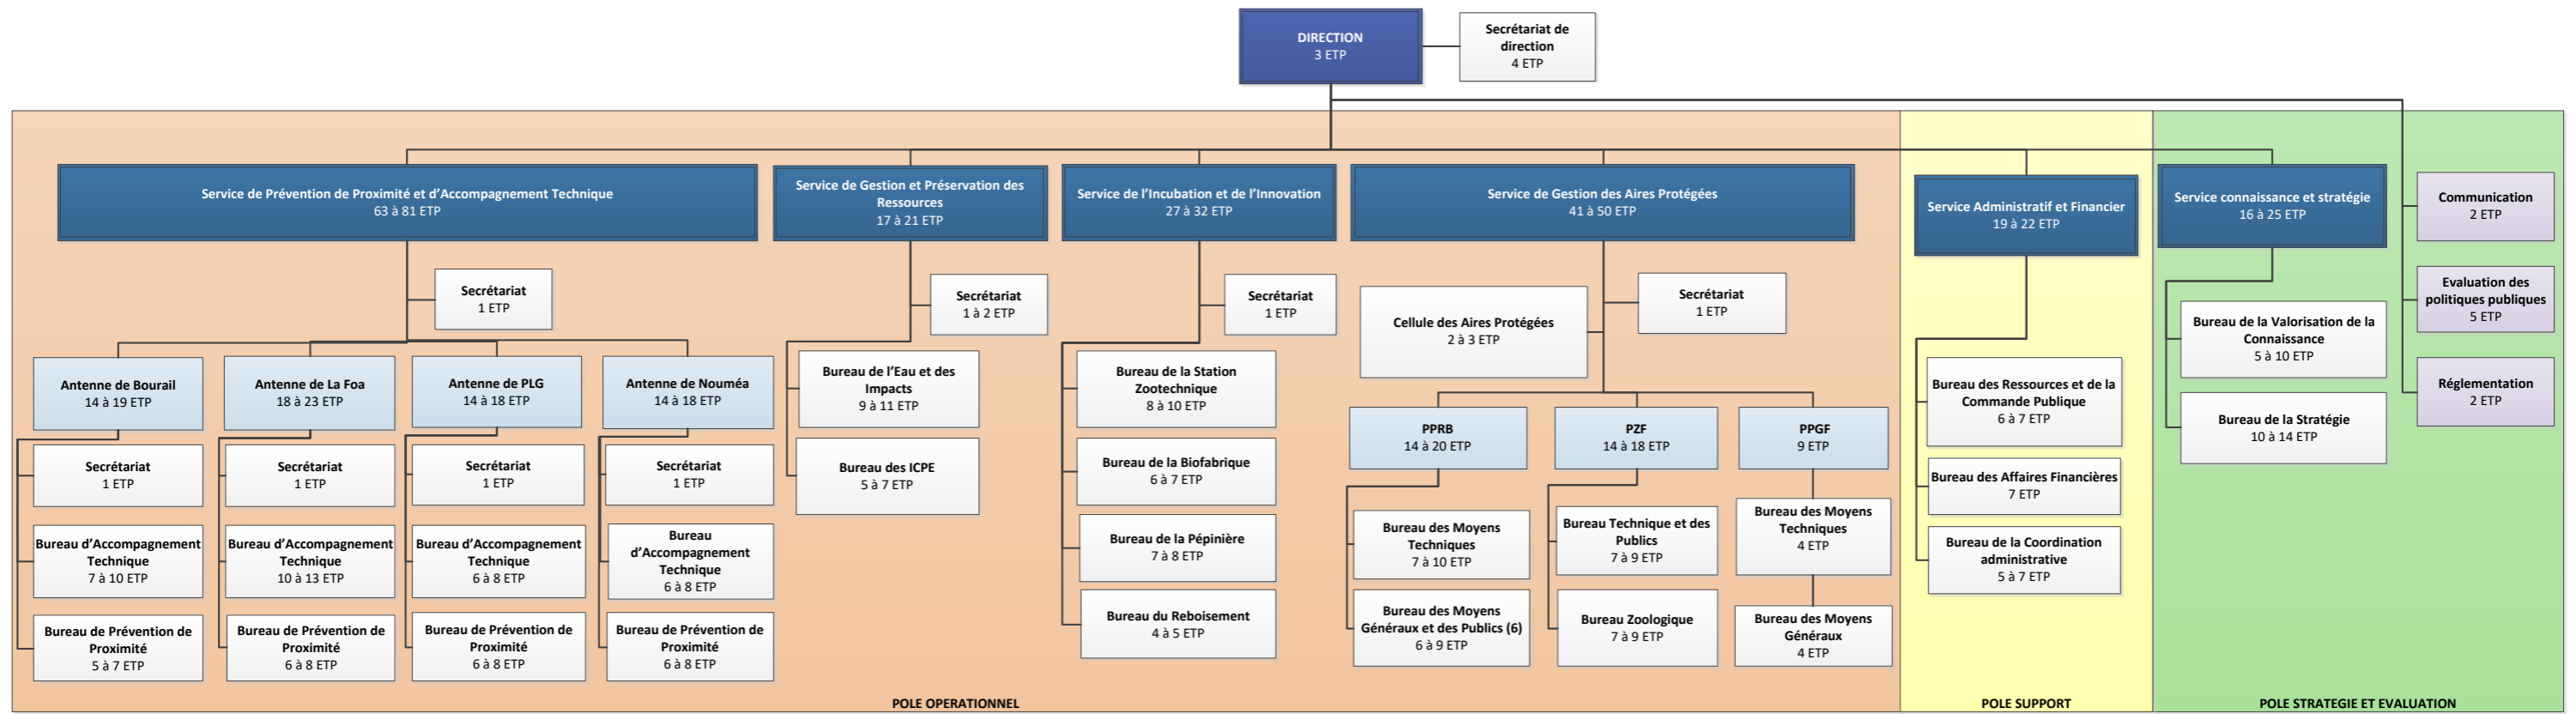 DIRECTION
3 ETP
Secrétariat de
direction
4 ETP
Service de Prévention de Proximité et d'Accompagnement Technique
63 à 81 ETP
Secrétariat
1 ETP
Antenne de Bourail
14 à 19 ETP
Secrétariat
1 ETP
Bureau d'Accompagnement
Technique
7 à 10 ETP
Bureau de Prévention de
Proximité
5 à 7 ETP
Antenne de La Foa
18 à 23 ETP
Secrétariat
1 ETP
Bureau d'Accompagnement
Technique
10 à 13 ETP
Bureau de Prévention de
Proximité
6 à 8 ETP
Antenne de PLG
14 à 18 ETP
Secrétariat
1 ETP
Bureau d'Accompagnement
Technique
6 à 8 ETP
Bureau de Prévention de
Proximité
6 à 8 ETP
Antenne de Nouméa
14 à 18 ETP
Secrétariat
1 ETP
Bureau
d'Accompagnement
Technique
6 à 8 ETP
Bureau de Prévention de
Proximité
6 à 8 ETP
Service de Gestion et Préservation des
Ressources
17 à 21 ETP
Secrétariat
1 à 2 ETP
Bureau de l'Eau et des
Impacts
9 à 11 ETP
Bureau des ICPE
5 à 7 ETP
Service de l'Incubation et de l'Innovation
27 à 32 ETP
Secrétariat
1 ETP
Bureau de la Station
Zootechnique
8 à 10 ETP
Bureau de la Biofabrique
6 à 7 ETP
Bureau de la Pépinière
7 à 8 ETP
Bureau du Reboisement
4 à 5 ETP
Service de Gestion des Aires Protégées
41 à 50 ETP
Secrétariat
1 ETP
Cellule des Aires Protégées
2 à 3 ETP
PPRB
14 à 20 ETP
Bureau des Moyens
Techniques
7 à 10 ETP
Bureau des Moyens
Généraux et des Publics (6)
6 à 9 ETP
PZF
14 à 18 ETP
Bureau Technique et des
Publics
7 à 9 ETP
Bureau Zoologique
7 à 9 ETP
PPGF
9 ETP
Bureau des Moyens
Techniques
4 ETP
Bureau des Moyens
Généraux
4 ETP
POLE OPERATIONNEL
Service Administratif et Financier
19 à 22 ETP
Bureau des Ressources et de la
Commande Publique
6 à 7 ETP
Bureau des Affaires Financières
7 ETP
Bureau de la Coordination
administrative
5 à 7 ETP
POLE SUPPORT
Service connaissance et stratégie
16 à 25 ETP
Bureau de la Valorisation de la
Connaissance
5 à 10 ETP
Bureau de la Stratégie
10 à 14 ETP
Communication
2 ETP
Evaluation des
politiques publiques
5 ETP
Réglementation
2 ETP
POLE STRATEGIE ET EVALUATION